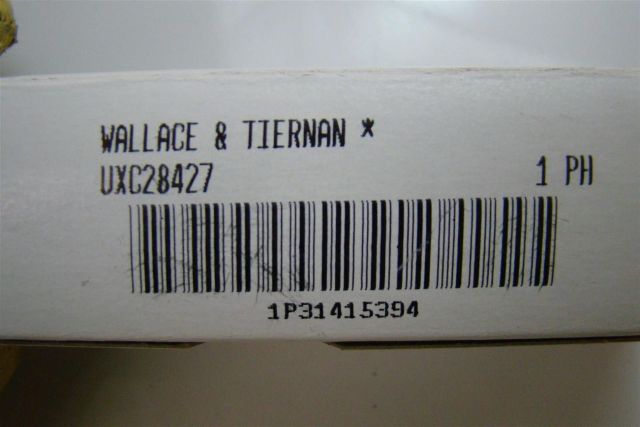 WALLACE & TIERNAN *
UXC28427 1 PH
1P31415394